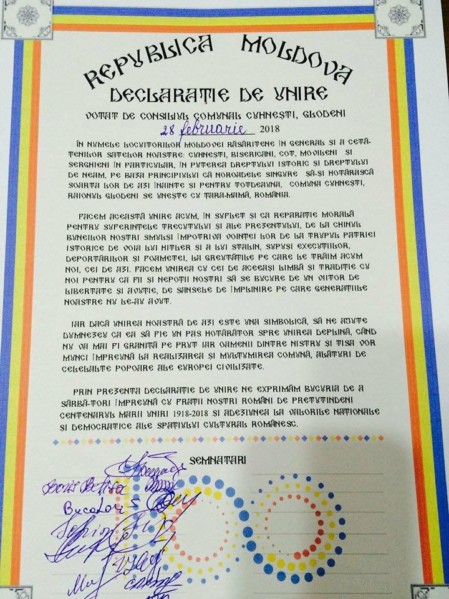 REPUBLICA MOLDOVA
DECLARAȚIE DE UNIRE
VOTAT DE CONSILIUL COMUNAL CUHNEȘTI, GLODENI
28 februarie 2018
ÎN NUMELE LOCUITORILOR MOLDOVEI RĂSĂRITENE ÎN GENERAL ȘI A CETĂ-
ȚENILOR SATELOR NOASTRE: CUHNEȘTI, BISERICANI, COT, MOVILENI ȘI
SERGHIENI ÎN PARTICULAR, ÎN PUTEREA DREPTULUI ISTORIC ȘI DREPTULUI
DE NEAM, PE BAZA PRINCIPIULUI CĂ NOROADELE SINGURE SĂ-ȘI HOTĂRASCĂ
SOARTA LOR DE AZI ÎNAINTE ȘI PENTRU TOTDEAUNA, COMUNA CUHNEȘTI,
RAIONUL GLODENI SE UNEȘTE CU ȚARA-MAMĂ, ROMÂNIA.
FACEM ACEASTĂ UNIRE ACUM, ÎN SUFLET ȘI CA REPARAȚIE MORALĂ
PENTRU SUFERINȚELE TRECUTULUI ȘI ALE PREZENTULUI, DE LA CHINUL
BUNEILOR NOȘTRI SMULȘI ÎMPOTRIVA VOINȚEI LOR DE LA TRUPUL PATRIEI
ISTORICE DE VOIA LUI HITLER ȘI A LUI STALIN, SUPUȘI EXECUȚIILOR,
DEPORTĂRILOR ȘI FOAMETEI, LA GREUTĂȚILE PE CARE LE TRĂIM ACUM
NOI, CEI DE AZI. FACEM UNIREA CU CEI DE ACEEAȘI LIMBĂ ȘI TRADIȚIE CU
NOI PENTRU CA FII ȘI NEPOȚII NOȘTRI SĂ SE BUCURE DE UN VIITOR DE
LIBERTATE ȘI AVUȚIE, DE ȘANSELE DE ÎMPLINIRE PE CARE GENERAȚIILE
NOASTRE NU LE-AU AVUT.
IAR DACĂ UNIREA NOASTRĂ DE AZI ESTE UNA SIMBOLICĂ, SĂ NE AJUTE
DUMNEZEU CA EA SĂ FIE UN PAS HOTĂRÂTOR SPRE UNIREA DEPLINĂ, CÂND
NU VA MAI FI GRANIȚĂ PE PRUT IAR OAMENII DINTRE NISTRU ȘI TISA VOR
MUNCI ÎMPREUNĂ LA REALIZAREA ȘI MULȚUMIREA COMUNĂ, ALĂTURI DE
CELELALTE POPOARE ALE EUROPEI CIVILIZATE.
PRIN PREZENTA DECLARAȚIE DE UNIRE NE EXPRIMĂM BUCURIA DE A
SĂRBĂTORI ÎMPREUNĂ CU FRAȚII NOȘTRI ROMÂNI DE PRETUTINDENI
CENTENARUL MARII UNIRI 1918-2018 ȘI ADEZIUNEA LA VALORILE NAȚIONALE
ȘI DEMOCRATICE ALE SPAȚIULUI CULTURAL ROMÂNESC.
SEMNATARI